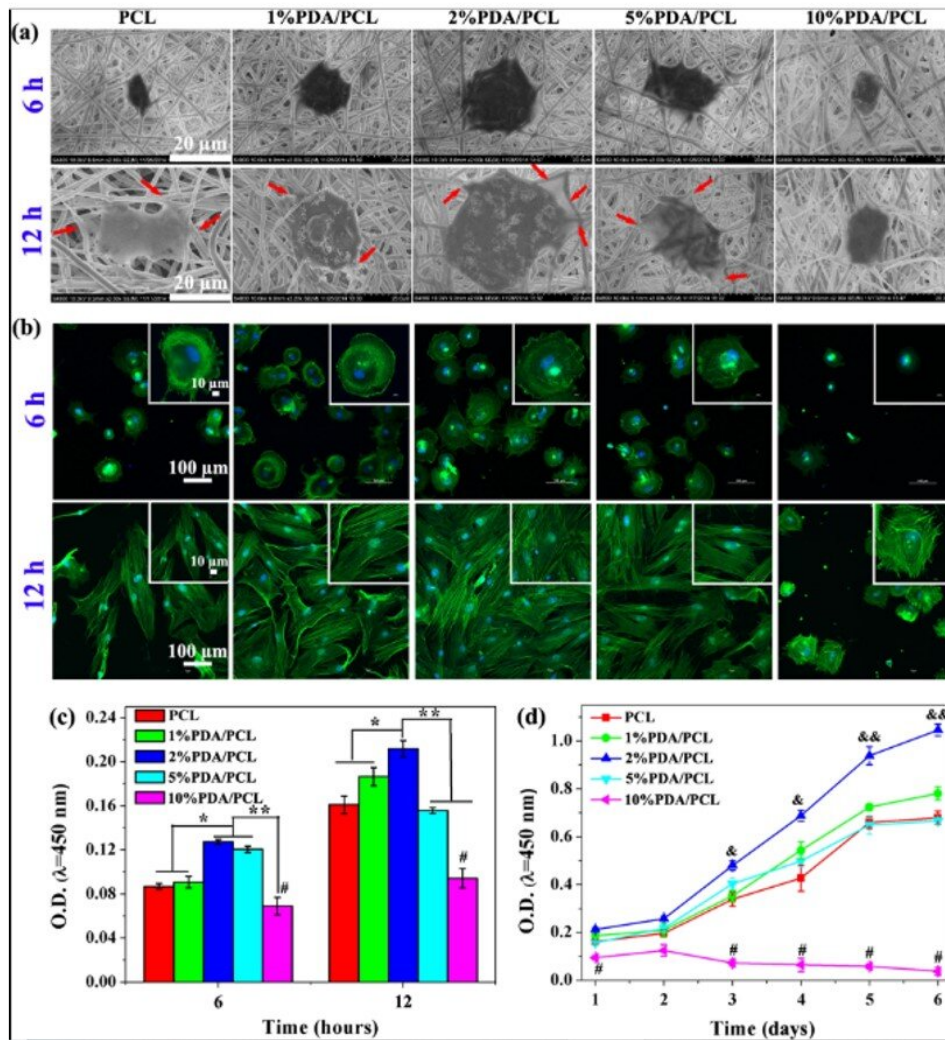 PCL 1%PDA/PCL 2%PDA/PCL 5%PDA/PCL 10%PDA/PCL
(a)
6 h
20 µm
12 h
20 µm
(b)
6 h
10 µm
100 µm
12 h
10 µm
100 µm
(c)
PCL
1%PDA/PCL
2%PDA/PCL
5%PDA/PCL
10%PDA/PCL
* **
* **
# #
O.D. (λ=450 nm)
0.24
0.20
0.16
0.12
0.08
0.04
0.00
6 12
Time (hours)
(d)
PCL
1%PDA/PCL
2%PDA/PCL
5%PDA/PCL
10%PDA/PCL
& & && &&
# # # # #
O.D. (λ=450 nm)
1.0
0.8
0.6
0.4
0.2
0.0
1 2 3 4 5 6
Time (days)